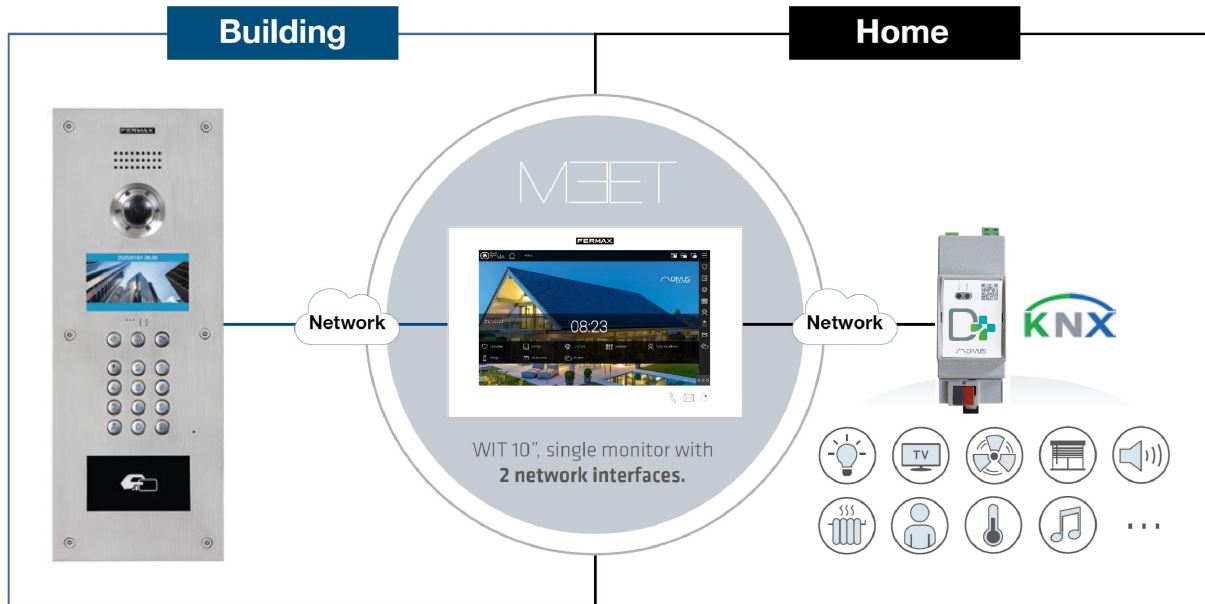 Building
Home
FERMAX
MEET
FERMAX
DIVUS
08:23
Network
Network
DIVUS
KNX
TV
WIT 10”, single monitor with
2 network interfaces.